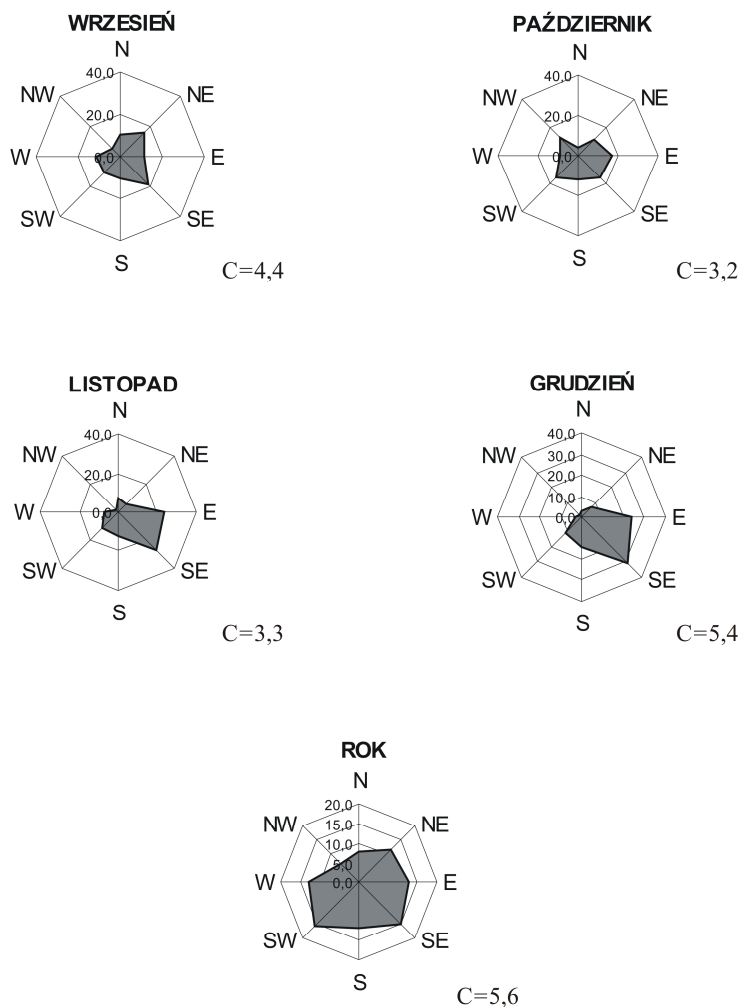 WRZESIEŃ
N
40,0
NW
NE
20,0
W
0,0
E
SW
SE
S
C=4,4
PAŹDZIERNIK
N
40,0
NW
NE
20,0
W
0,0
E
SW
SE
S
C=3,2
LISTOPAD
N
40,0
NW
NE
20,0
W
0,0
E
SW
SE
S
C=3,3
GRUDZIEŃ
N
40,0
NW
NE
30,0
20,0
10,0
W
0,0
E
SW
SE
S
C=5,4
ROK
N
20,0
NW
NE
15,0
10,0
5,0
W
0,0
E
SW
SE
S
C=5,6